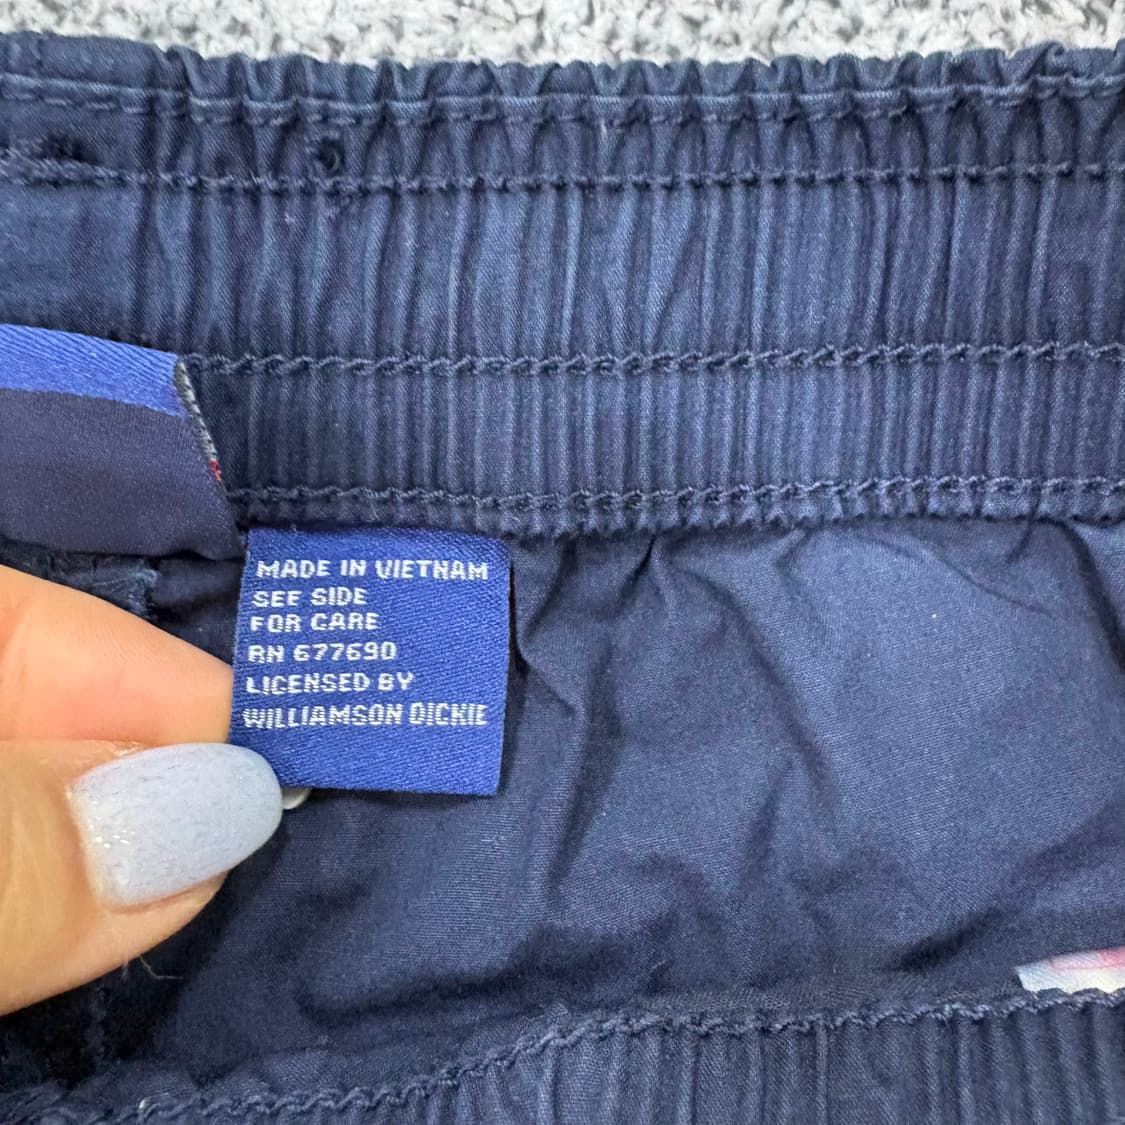 MADE IN VIETNAM
SEE SIDE
FOR CARE
RN 677690
LICENSED BY
WILLIAMSON DICKIE